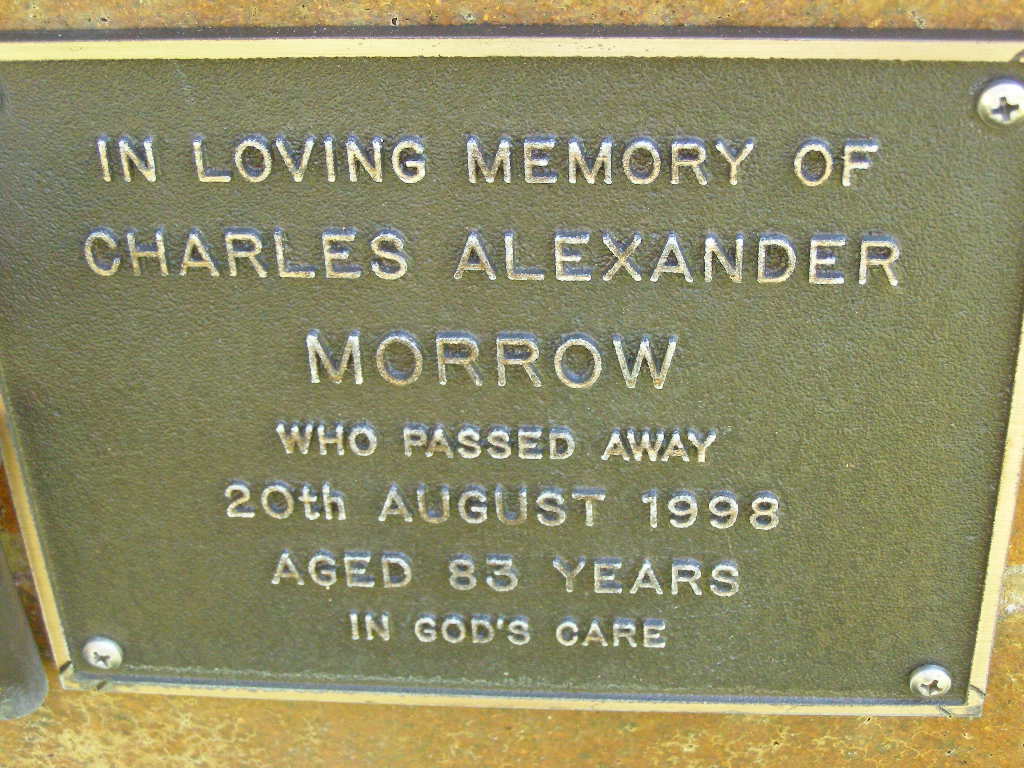 IN LOVING MEMORY OF
CHARLES ALEXANDER
MORROW
WHO PASSED AWAY
20th AUGUST 1998
AGED 83 YEARS
IN GOD'S CARE